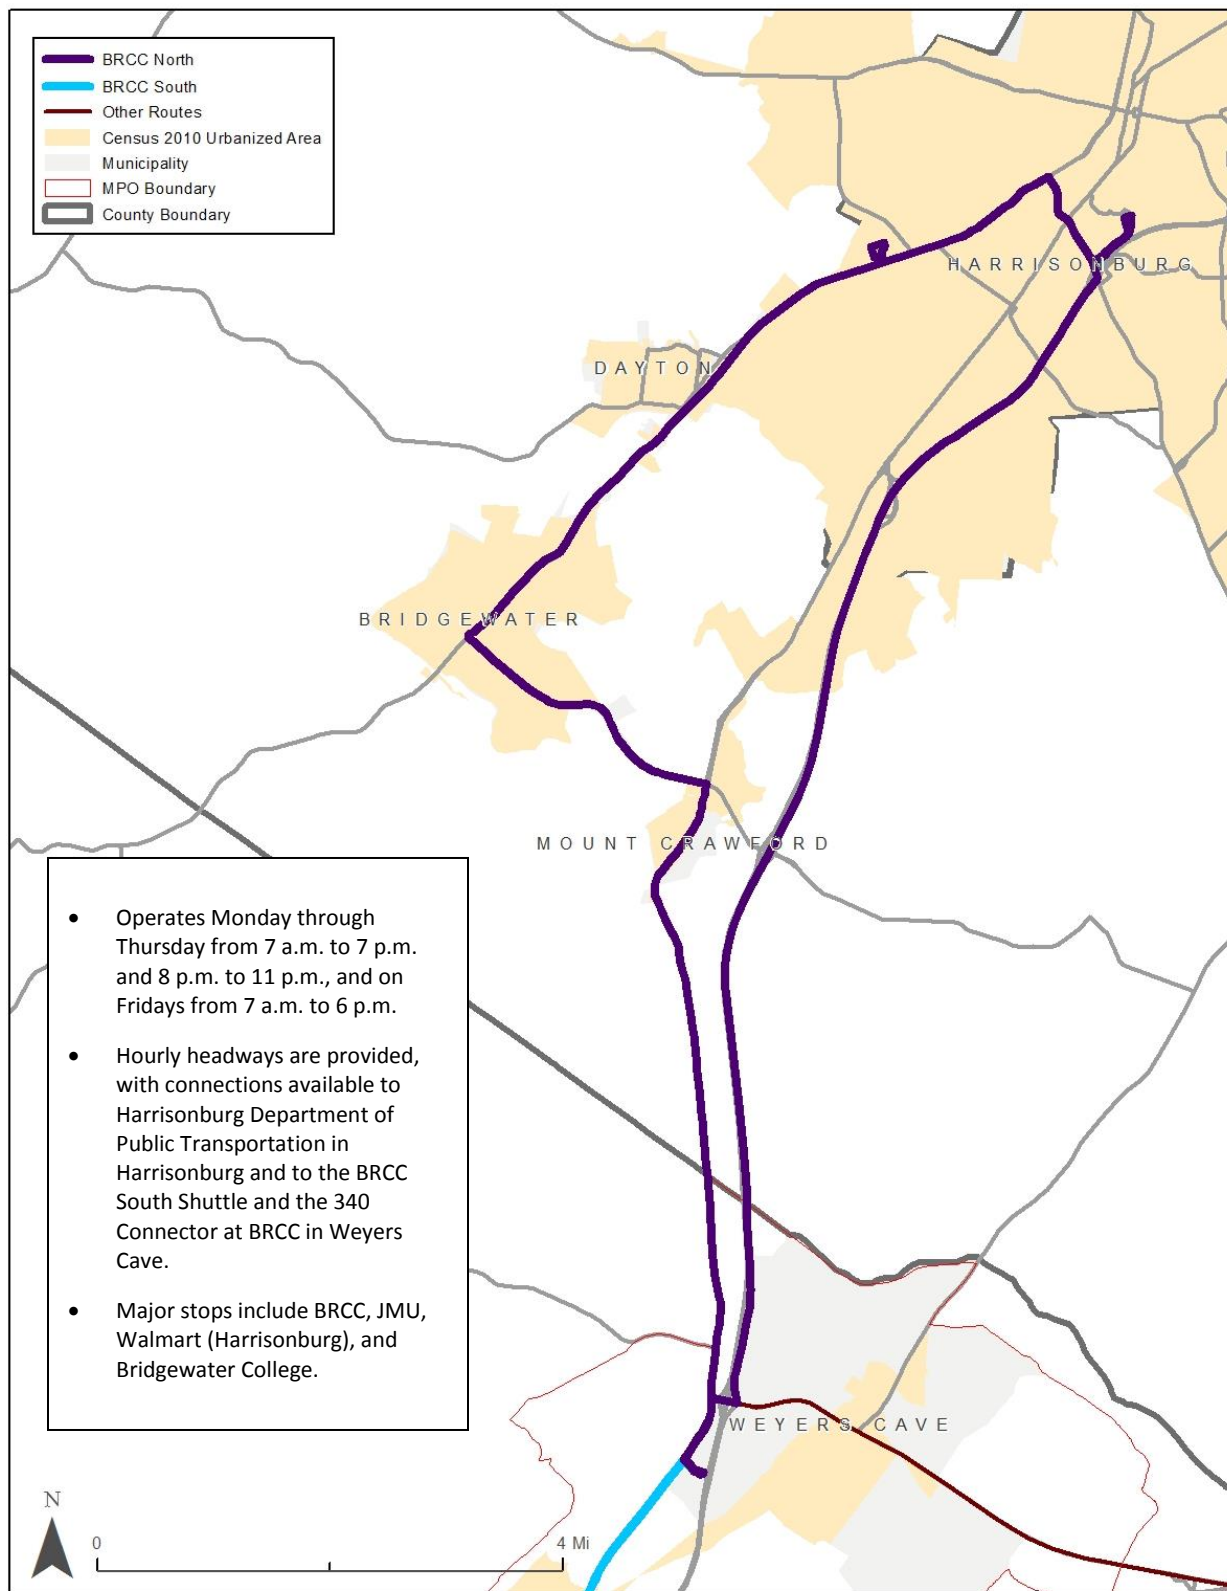 BRCC North
BRCC South
Other Routes
Census 2010 Urbanized Area
Municipality
MPO Boundary
County Boundary
HARRISONBURG
DAYTON
BRIDGEWATER
MOUNT CRAWFORD
• Operates Monday through
Thursday from 7 a.m. to 7 p.m.
and 8 p.m. to 11 p.m., and on
Fridays from 7 a.m. to 6 p.m.
• Hourly headways are provided,
with connections available to
Harrisonburg Department of
Public Transportation in
Harrisonburg and to the BRCC
South Shuttle and the 340
Connector at BRCC in Weyers
Cave.
• Major stops include BRCC, JMU,
Walmart (Harrisonburg), and
Bridgewater College.
WEYERS CAVE
N
0 4 Mi